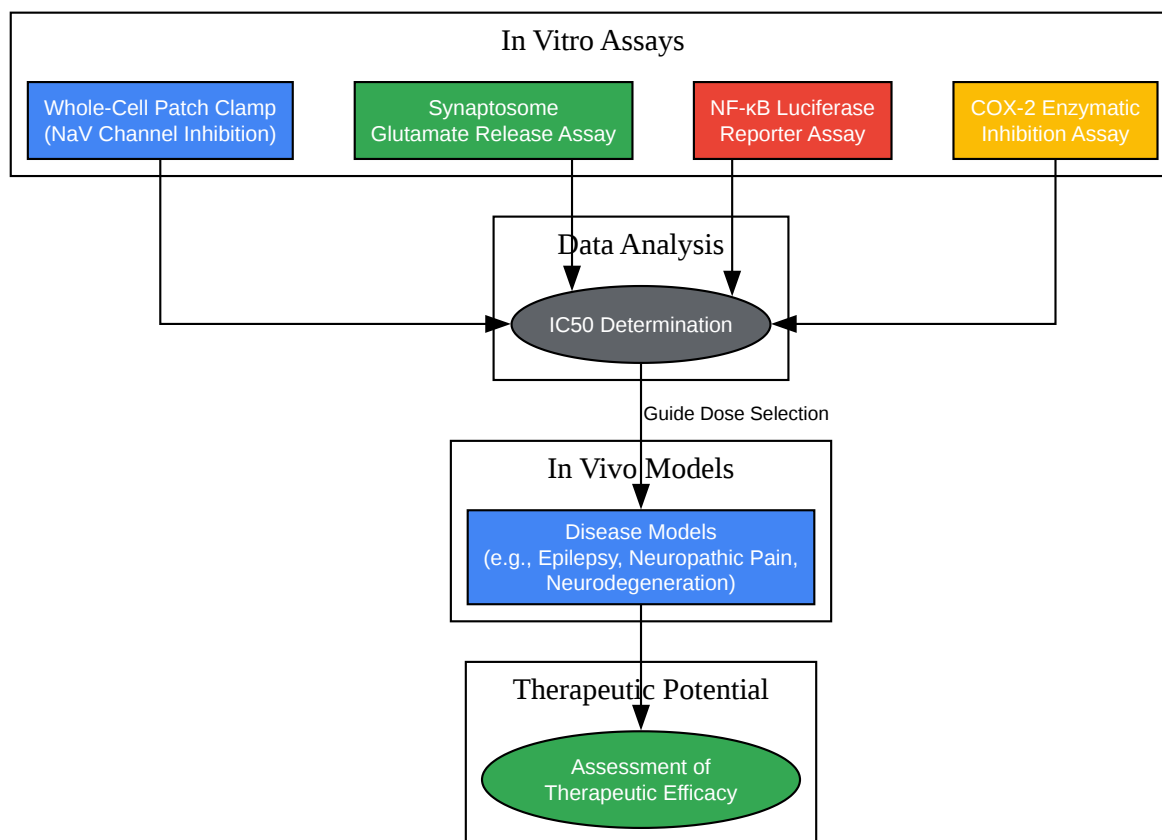 In Vitro Assays
Whole-Cell Patch Clamp
(NaV Channel Inhibition)
Synaptosome
Glutamate Release Assay
NF-κB Luciferase
Reporter Assay
COX-2 Enzymatic
Inhibition Assay
Data Analysis
IC50 Determination
Guide Dose Selection
In Vivo Models
Disease Models
(e.g., Epilepsy, Neuropathic Pain,
Neurodegeneration)
Therapeutic Potential
Assessment of
Therapeutic Efficacy